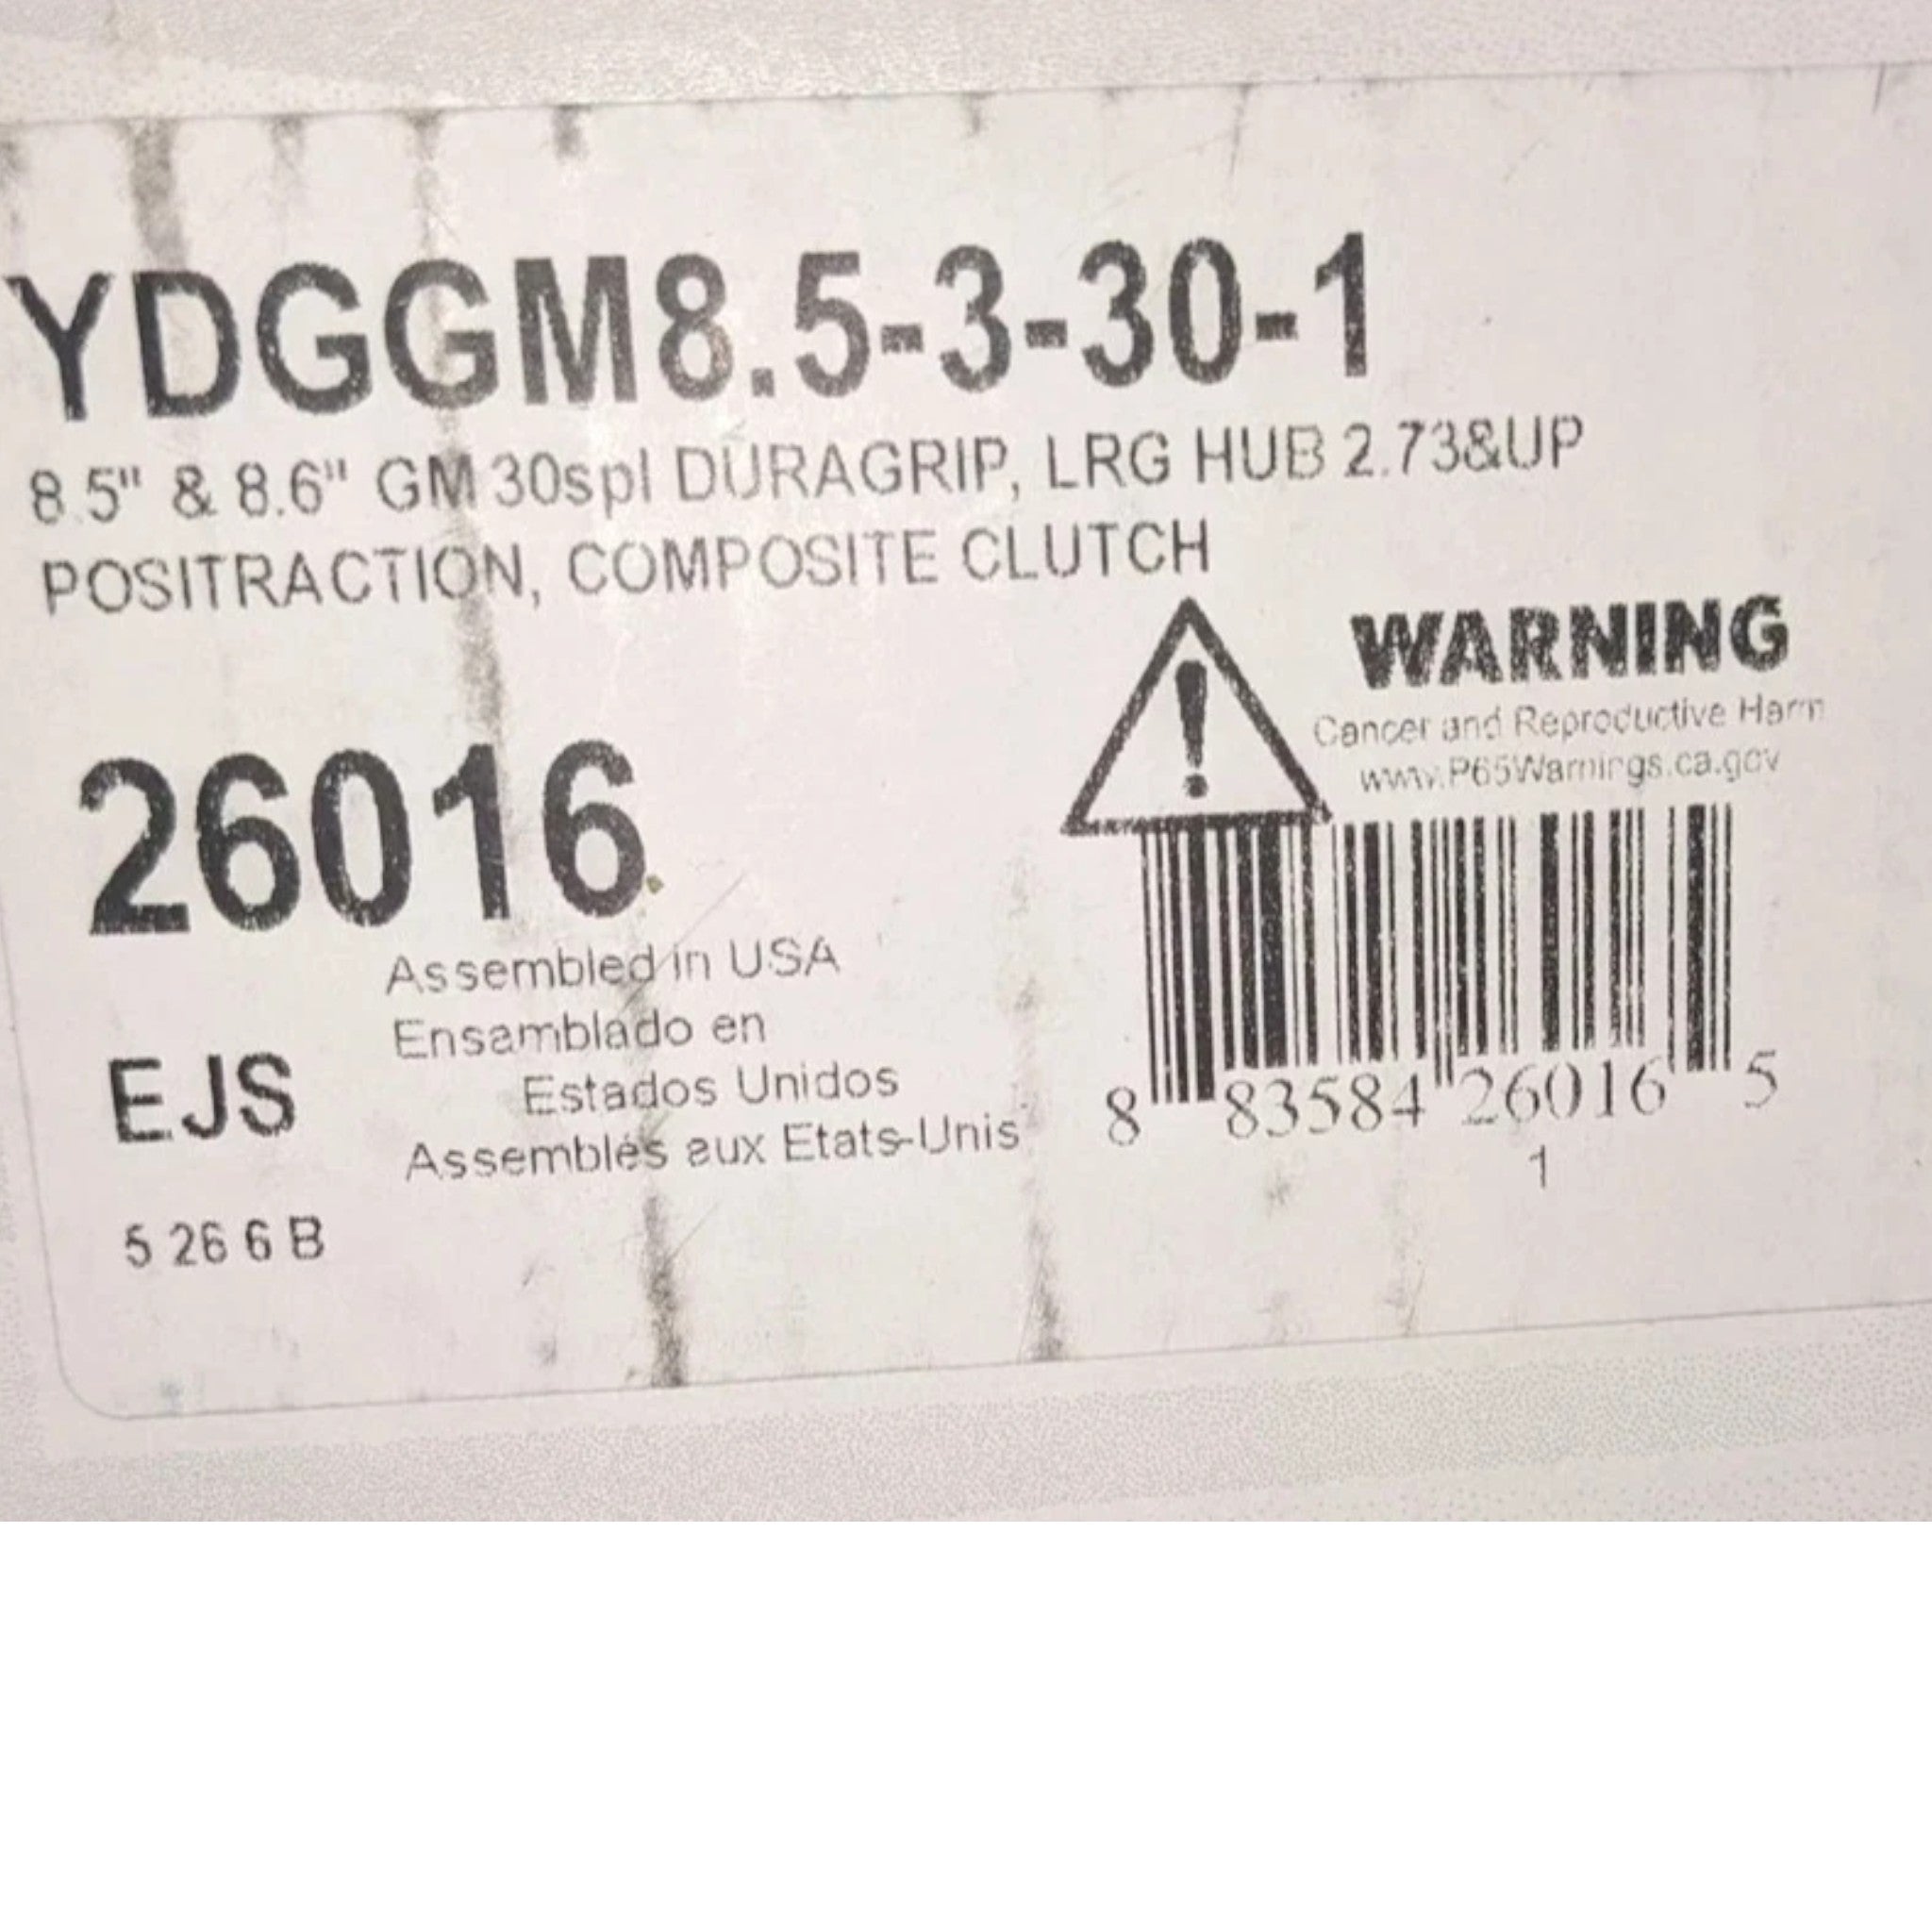 YDGGM8.5-3-30-1
8.5" & 8.6" GM 30spl DURAGRIP, LRG HUB 2.73&UP
POSITRACTION, COMPOSITE CLUTCH
WARNING
Cancer and Reproductive Harm
www.P65Warnings.ca.gov
26016
Assembled in USA
Ensamblado en
Estados Unidos
Assemblés aux Etats-Unis
EJS
8 83584 26016 5
1
5 26 6 B